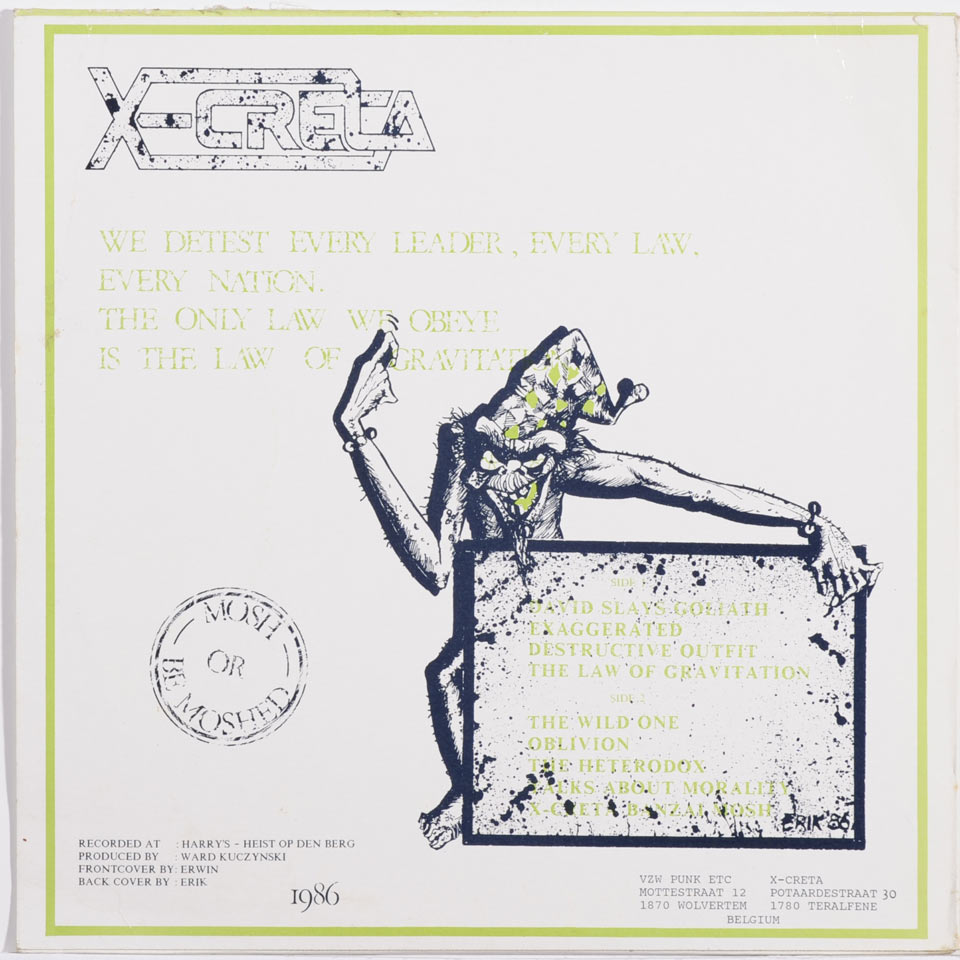 X-CRETA
WE DETEST EVERY LEADER, EVERY LAW,
EVERY NATION.
THE ONLY LAW WE OBEYE
IS THE LAW OF GRAVITATION
SIDE
DAVID SLAYS GOLIATH
EXAGGERATED
DESTRUCTIVE OUTFIT
THE LAW OF GRAVITATION
SIDE 2
THE WILD ONE
OBLIVION
THE HETERODOX
TALKS ABOUT MORALITY
X-CRETA BANZAI MOSH
ERIK 86
MOSH
OR
BE MOSHED
RECORDED AT : HARRY'S - HEIST OP DEN BERG
PRODUCED BY : WARD KUCZYNSKI
FRONTCOVER BY: ERWIN
BACK COVER BY : ERIK
1986
VZW PUNK ETC X-CRETA
MOTTESTRAAT 12 POTAARDESTRAAT 30
1870 WOLVERTEM 1780 TERALFENE
BELGIUM